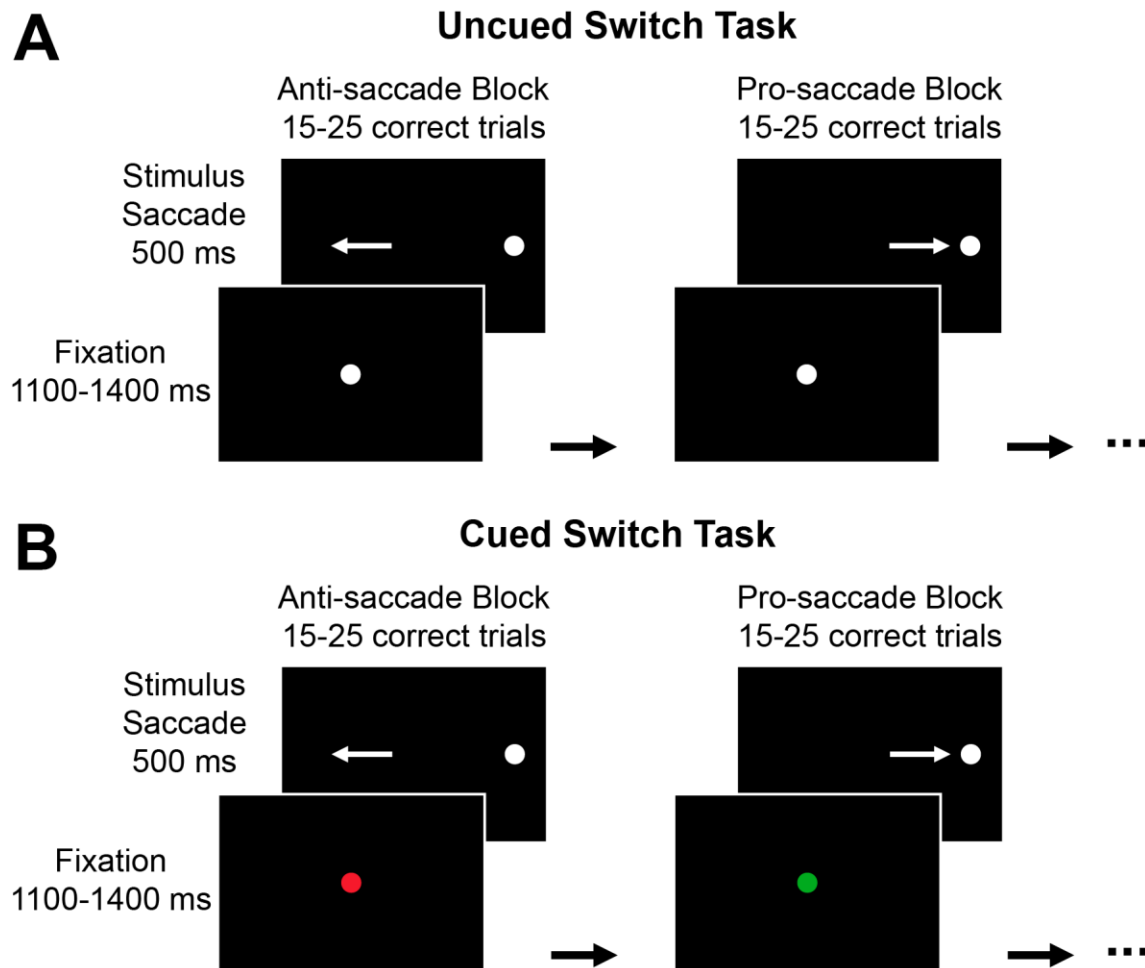 A
Uncued Switch Task
Anti-saccade Block
15-25 correct trials
Pro-saccade Block
15-25 correct trials
Stimulus
Saccade
500 ms
Fixation
1100-1400 ms
...
B
Cued Switch Task
Anti-saccade Block
15-25 correct trials
Pro-saccade Block
15-25 correct trials
Stimulus
Saccade
500 ms
Fixation
1100-1400 ms
...